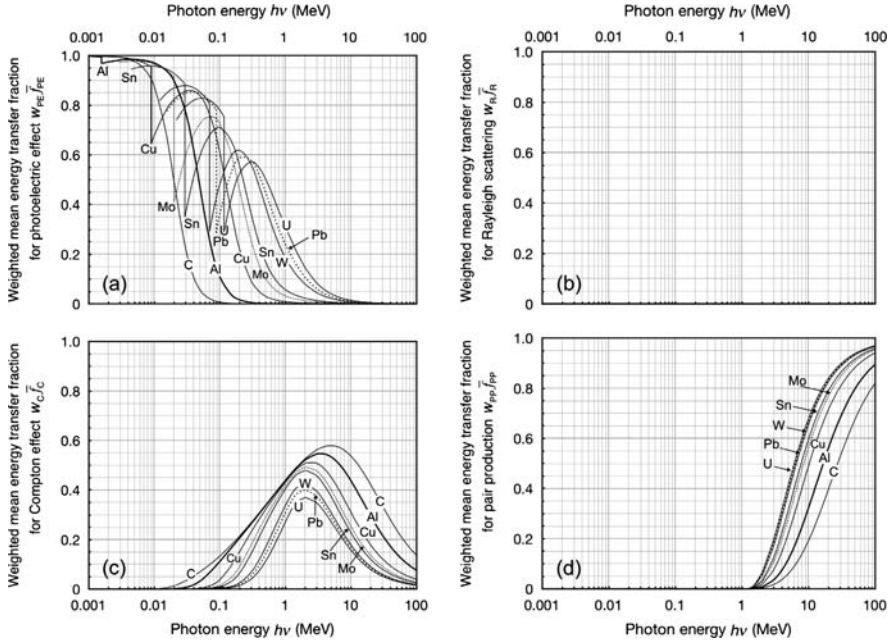 Photon energy hν (MeV)
0.001 0.01 0.1 1 10 100
Weighted mean energy transfer fraction
for photoelectric effect wPE f̅PE
1.0
0.8
0.6
0.4
0.2
0
Al
Sn
Cu
Mo
Sn
Pb
U
C
Al
Cu
Mo
Sn
W
U
Pb
(a)
Photon energy hν (MeV)
0.001 0.01 0.1 1 10 100
Weighted mean energy transfer fraction
for Rayleigh scattering wR f̅R
1.0
0.8
0.6
0.4
0.2
0
(b)
Weighted mean energy transfer fraction
for Compton effect wC f̅C
1.0
0.8
0.6
0.4
0.2
0
C
Cu
W
U
Pb
Sn
Mo
C
Al
Cu
(c)
0.001 0.01 0.1 1 10 100
Photon energy hν (MeV)
Weighted mean energy transfer fraction
for pair production wPP f̅PP
1.0
0.8
0.6
0.4
0.2
0
Mo
Sn
W
Pb
U
Cu
Al
C
(d)
0.001 0.01 0.1 1 10 100
Photon energy hν (MeV)